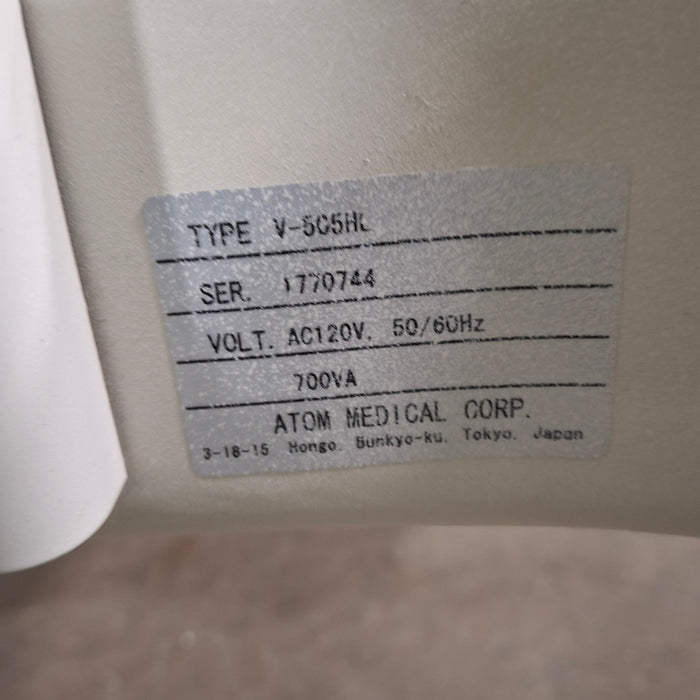 TYPE V-505HL
SER. 1770744
VOLT. AC120V. 50/60Hz
700VA
ATOM MEDICAL CORP.
3-18-15 Hongo. Bunkyo-ku. Tokyo. Japan